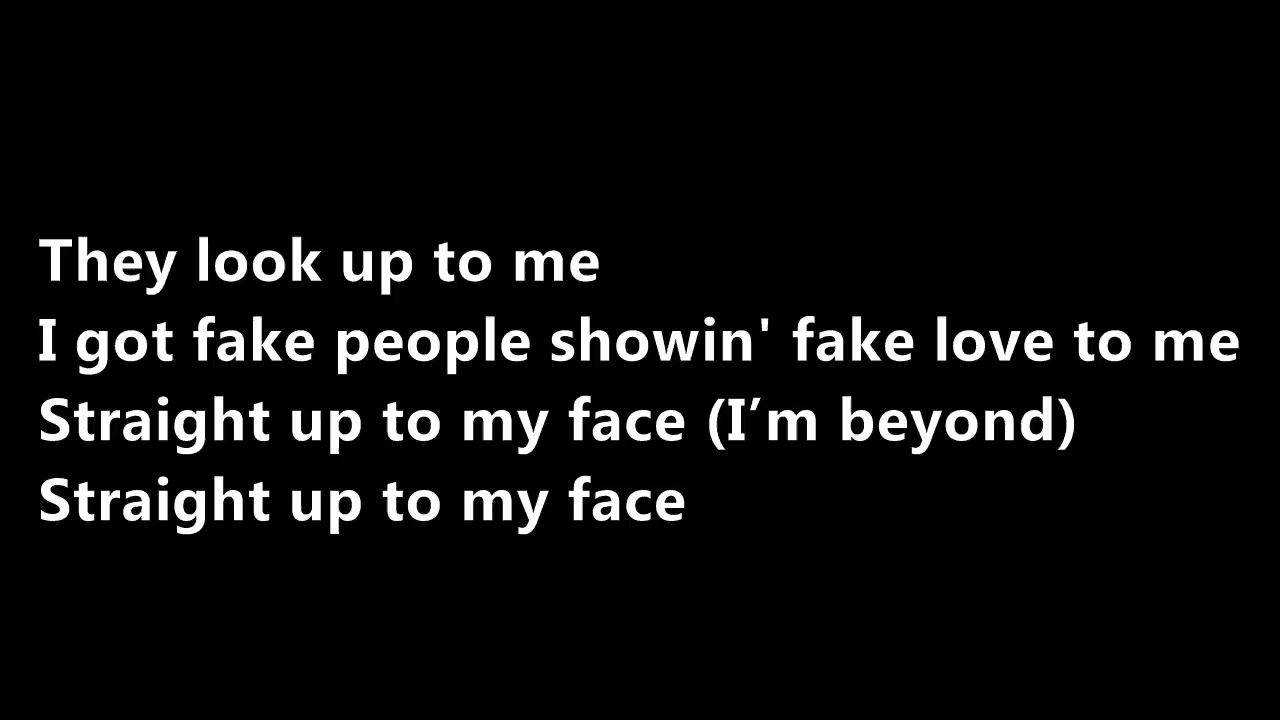 They look up to me
I got fake people showin' fake love to me
Straight up to my face (I’m beyond)
Straight up to my face